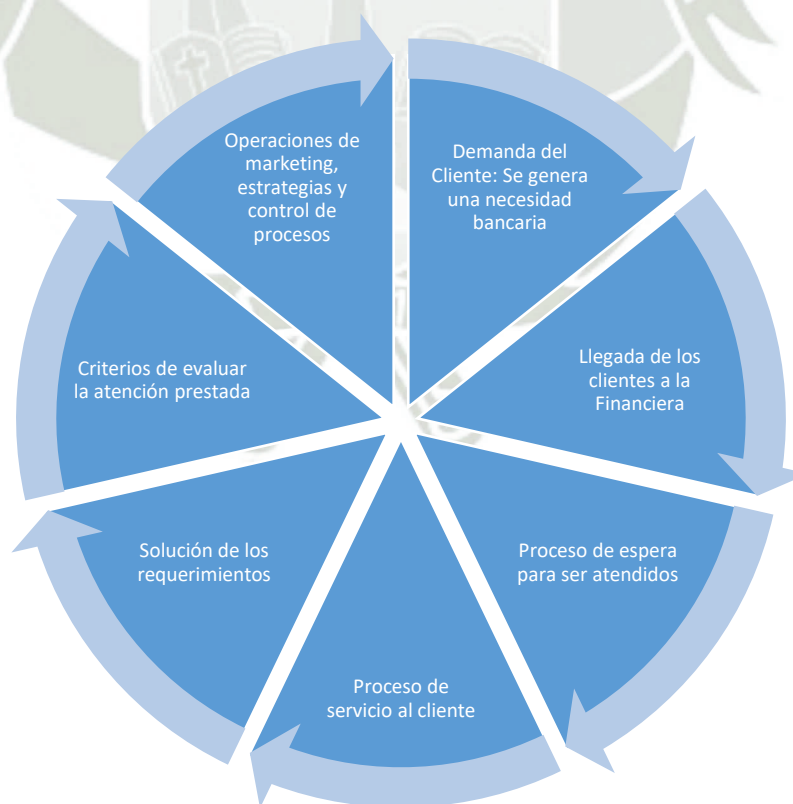 Demanda del
Cliente: Se genera
una necesidad
bancaria
Llegada de los
clientes a la
Financiera
Proceso de espera
para ser atendidos
Proceso de
servicio al cliente
Solución de los
requerimientos
Criterios de evaluar
la atención prestada
Operaciones de
marketing,
estrategias y
control de
procesos